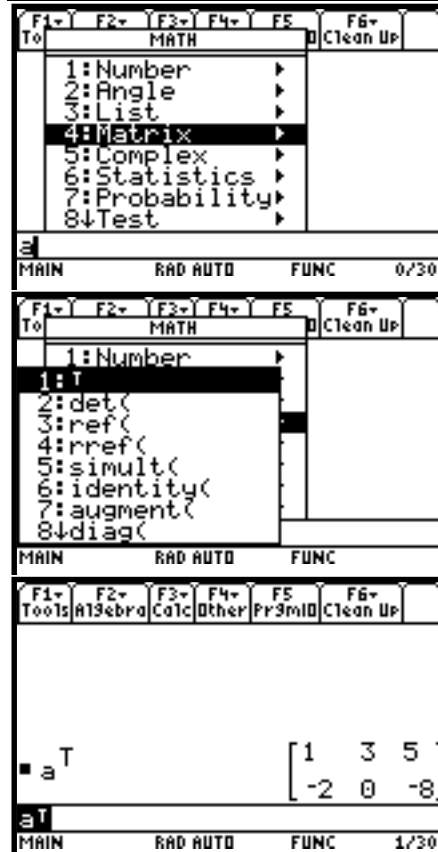 F1▾ F2▾ F3▾ F4▾ F5 F6▾
To MATH Clean Up
1:Number ▸
2:Angle ▸
3:List ▸
4:Matrix ▸
5:Complex ▸
6:Statistics ▸
7:Probability▸
8↓Test ▸
a
MAIN RAD AUTO FUNC 0/30
F1▾ F2▾ F3▾ F4▾ F5 F6▾
To MATH Clean Up
1:Number ▸
1:ᵀ
2:det(
3:ref(
4:rref(
5:simult(
6:identity(
7:augment(
8↓diag(
MAIN RAD AUTO FUNC
F1▾ F2▾ F3▾ F4▾ F5 F6▾
Tools Algebra Calc Other PrgmIO Clean Up
▪ aᵀ [1 3 5
-2 0 -8]
aᵀ
MAIN RAD AUTO FUNC 1/30